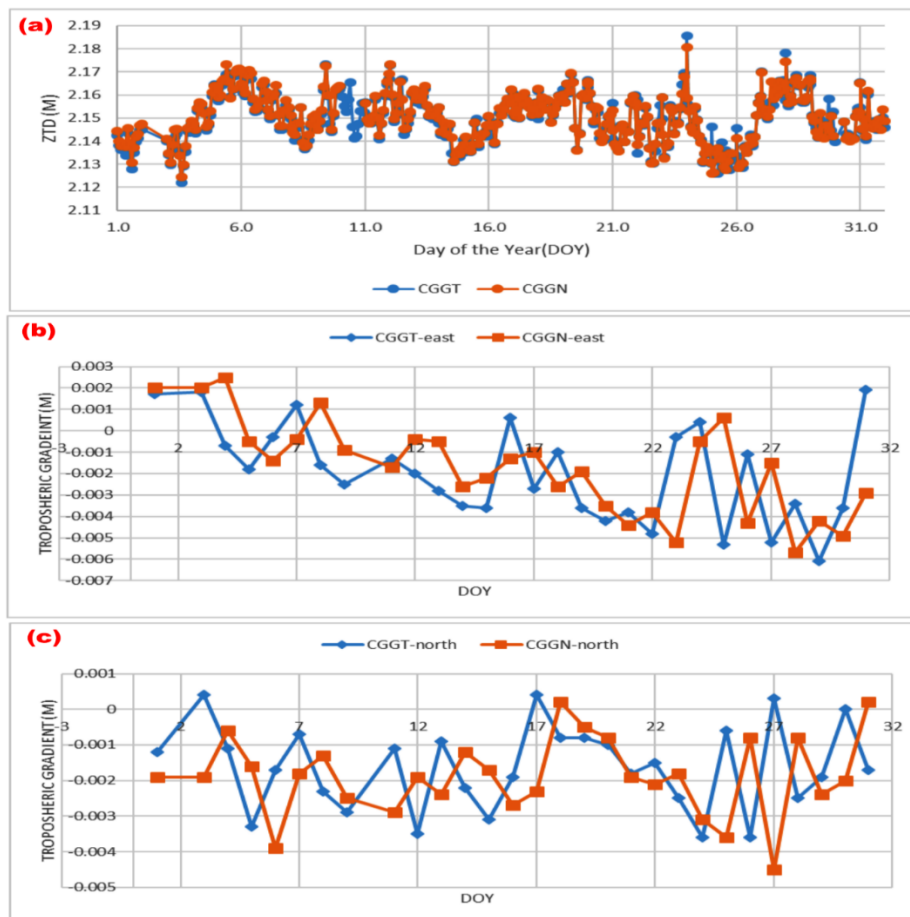 (a)
2.19
2.18
2.17
2.16
2.15
2.14
2.13
2.12
2.11
ZTD (M)
1.0 6.0 11.0 16.0 21.0 26.0 31.0
Day of the Year(DOY)
CGGT CGGN
(b)
CGGT-east CGGN-east
0.003
0.002
0.001
0
-0.001
-0.002
-0.003
-0.004
-0.005
-0.006
-0.007
TROPOSHERIC GRADEINT (M)
-3 2 7 12 17 22 27 32
DOY
(c)
CGGT-north CGGN-north
0.001
0
-0.001
-0.002
-0.003
-0.004
-0.005
TROPOSHERIC GRADIENT (M)
-3 2 7 12 17 22 27 32
DOY